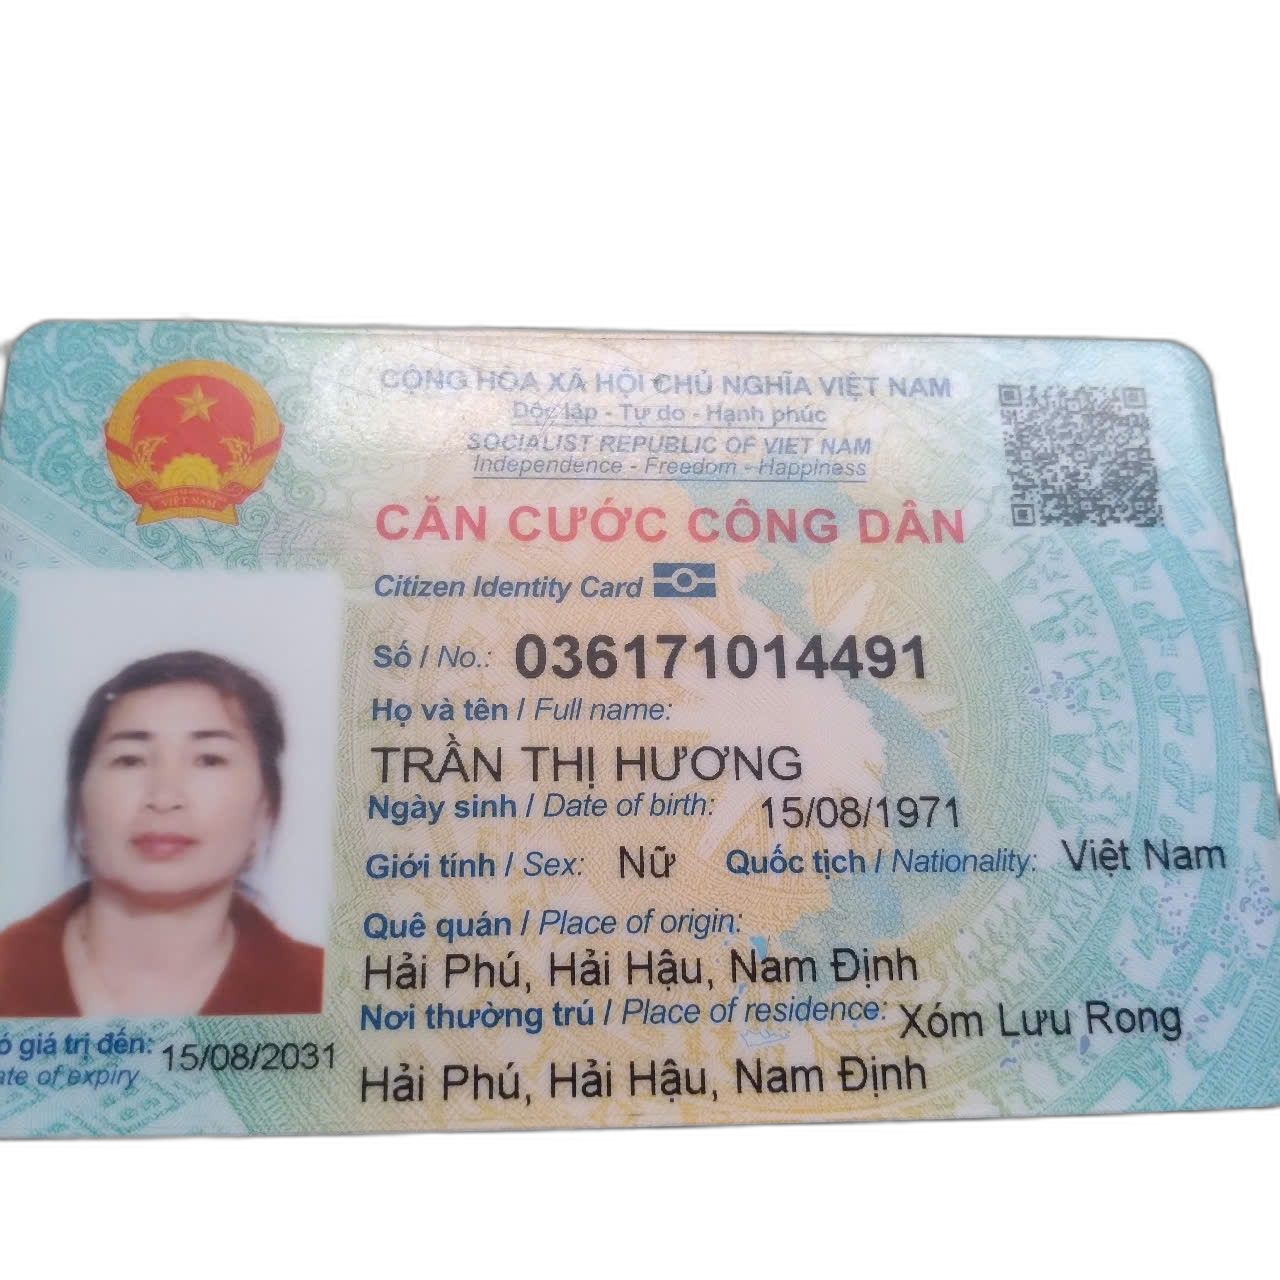 CỘNG HÒA XÃ HỘI CHỦ NGHĨA VIỆT NAM
Độc lập - Tự do - Hạnh phúc
SOCIALIST REPUBLIC OF VIET NAM
Independence - Freedom - Happiness
CĂN CƯỚC CÔNG DÂN
Citizen Identity Card
Số / No.: 036171014491
Họ và tên / Full name:
TRẦN THỊ HƯƠNG
Ngày sinh / Date of birth: 15/08/1971
Giới tính / Sex: Nữ Quốc tịch / Nationality: Việt Nam
Quê quán / Place of origin:
Hải Phú, Hải Hậu, Nam Định
Nơi thường trú / Place of residence: Xóm Lưu Rong
Hải Phú, Hải Hậu, Nam Định
ó giá trị đến: 15/08/2031
ate of expiry
VIỆT NAM